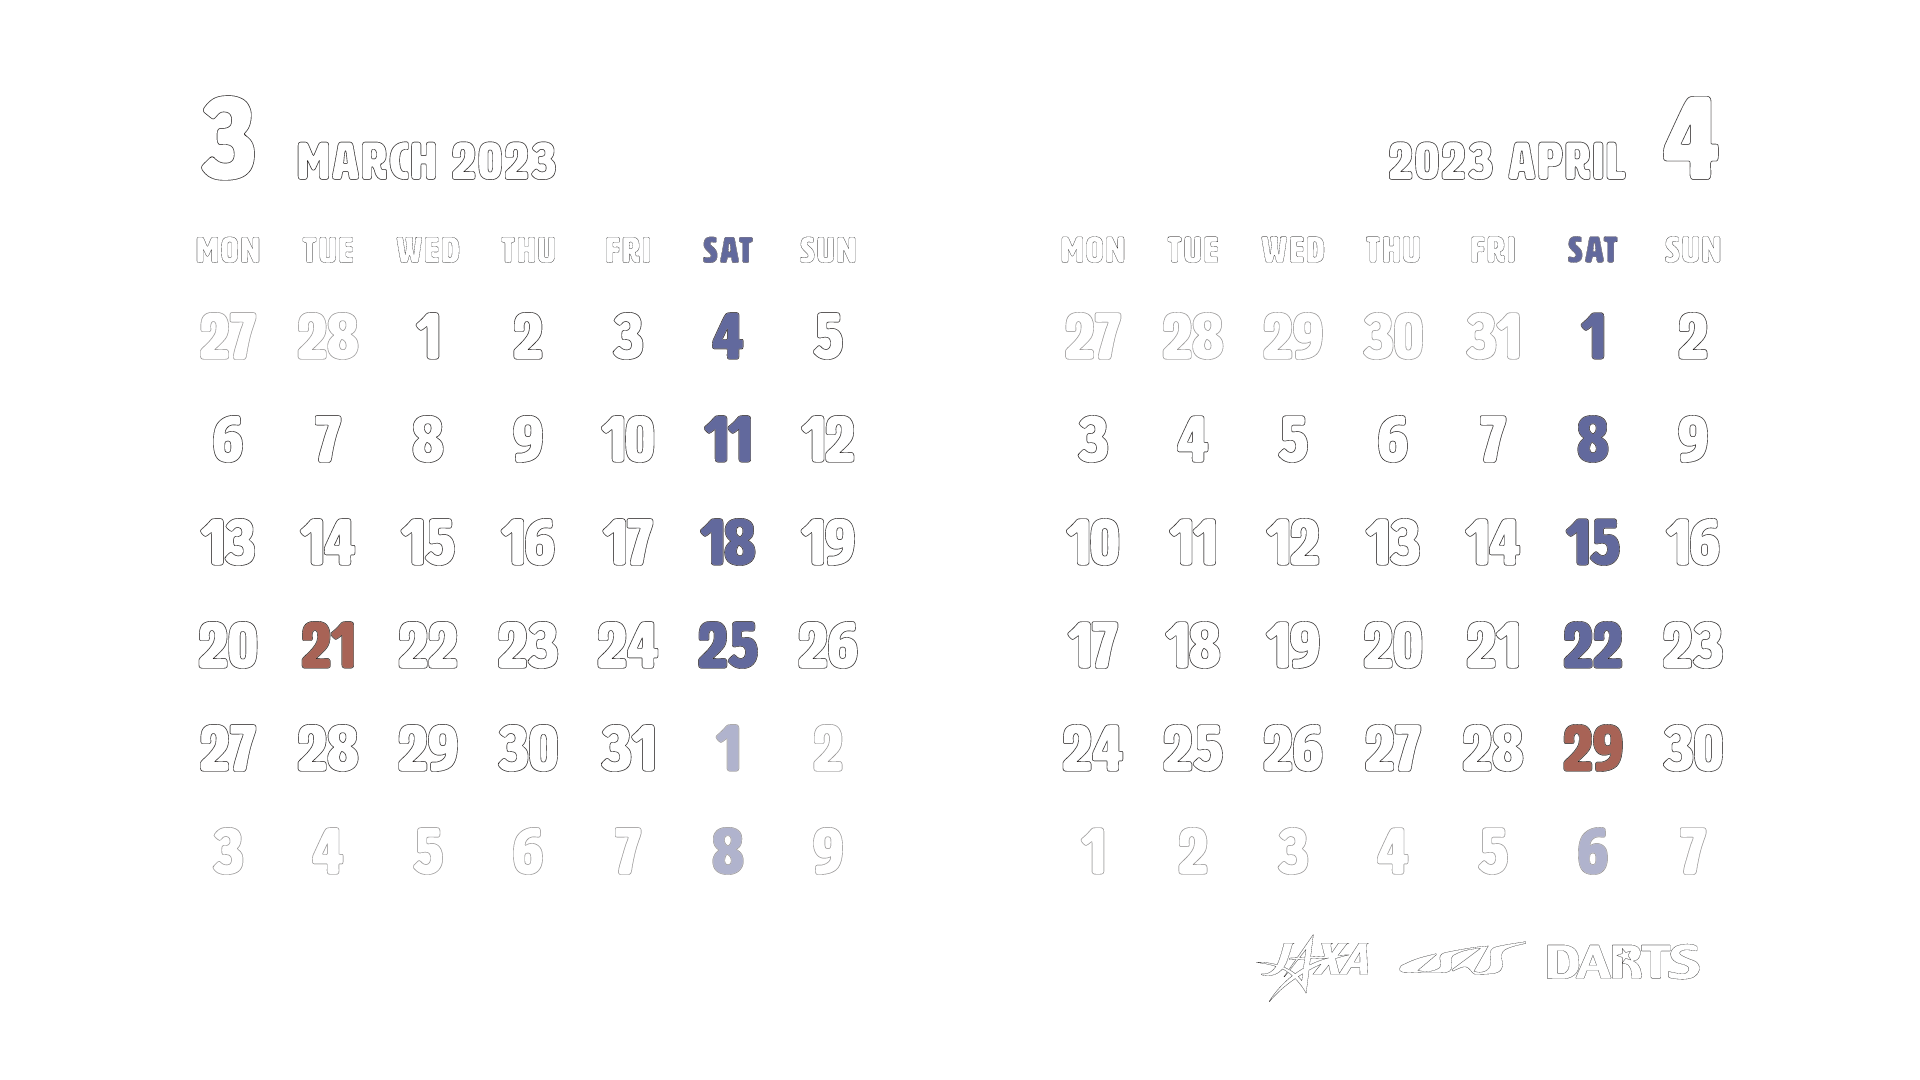 3 MARCH 2023
MON TUE WED THU FRI SAT SUN
27 28 1 2 3 4 5
6 7 8 9 10 11 12
13 14 15 16 17 18 19
20 21 22 23 24 25 26
27 28 29 30 31 1 2
3 4 5 6 7 8 9
2023 APRIL 4
MON TUE WED THU FRI SAT SUN
27 28 29 30 31 1 2
3 4 5 6 7 8 9
10 11 12 13 14 15 16
17 18 19 20 21 22 23
24 25 26 27 28 29 30
1 2 3 4 5 6 7
JAXA ISAS DARTS